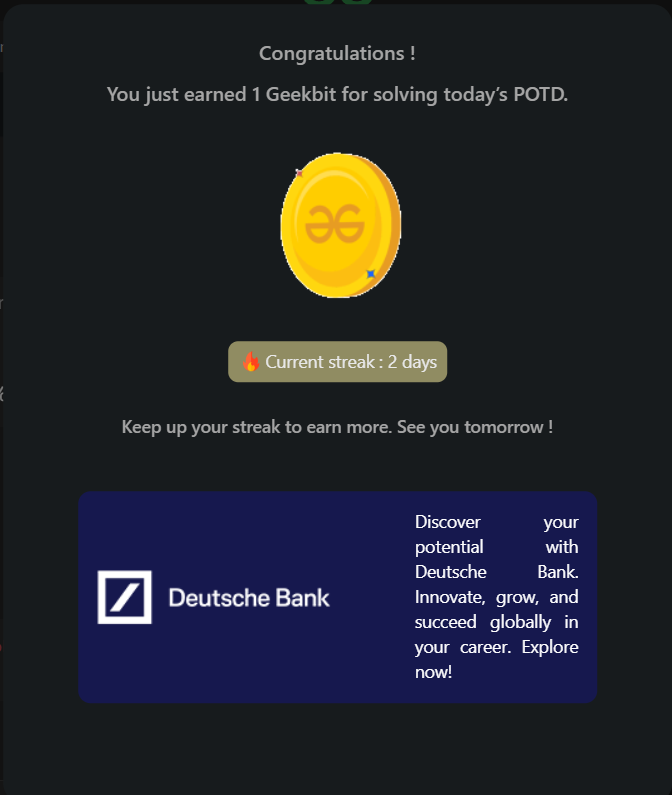 Congratulations !
You just earned 1 Geekbit for solving today’s POTD.
🔥 Current streak : 2 days
Keep up your streak to earn more. See you tomorrow !
Deutsche Bank
Discover your
potential with
Deutsche Bank.
Innovate, grow, and
succeed globally in
your career. Explore
now!